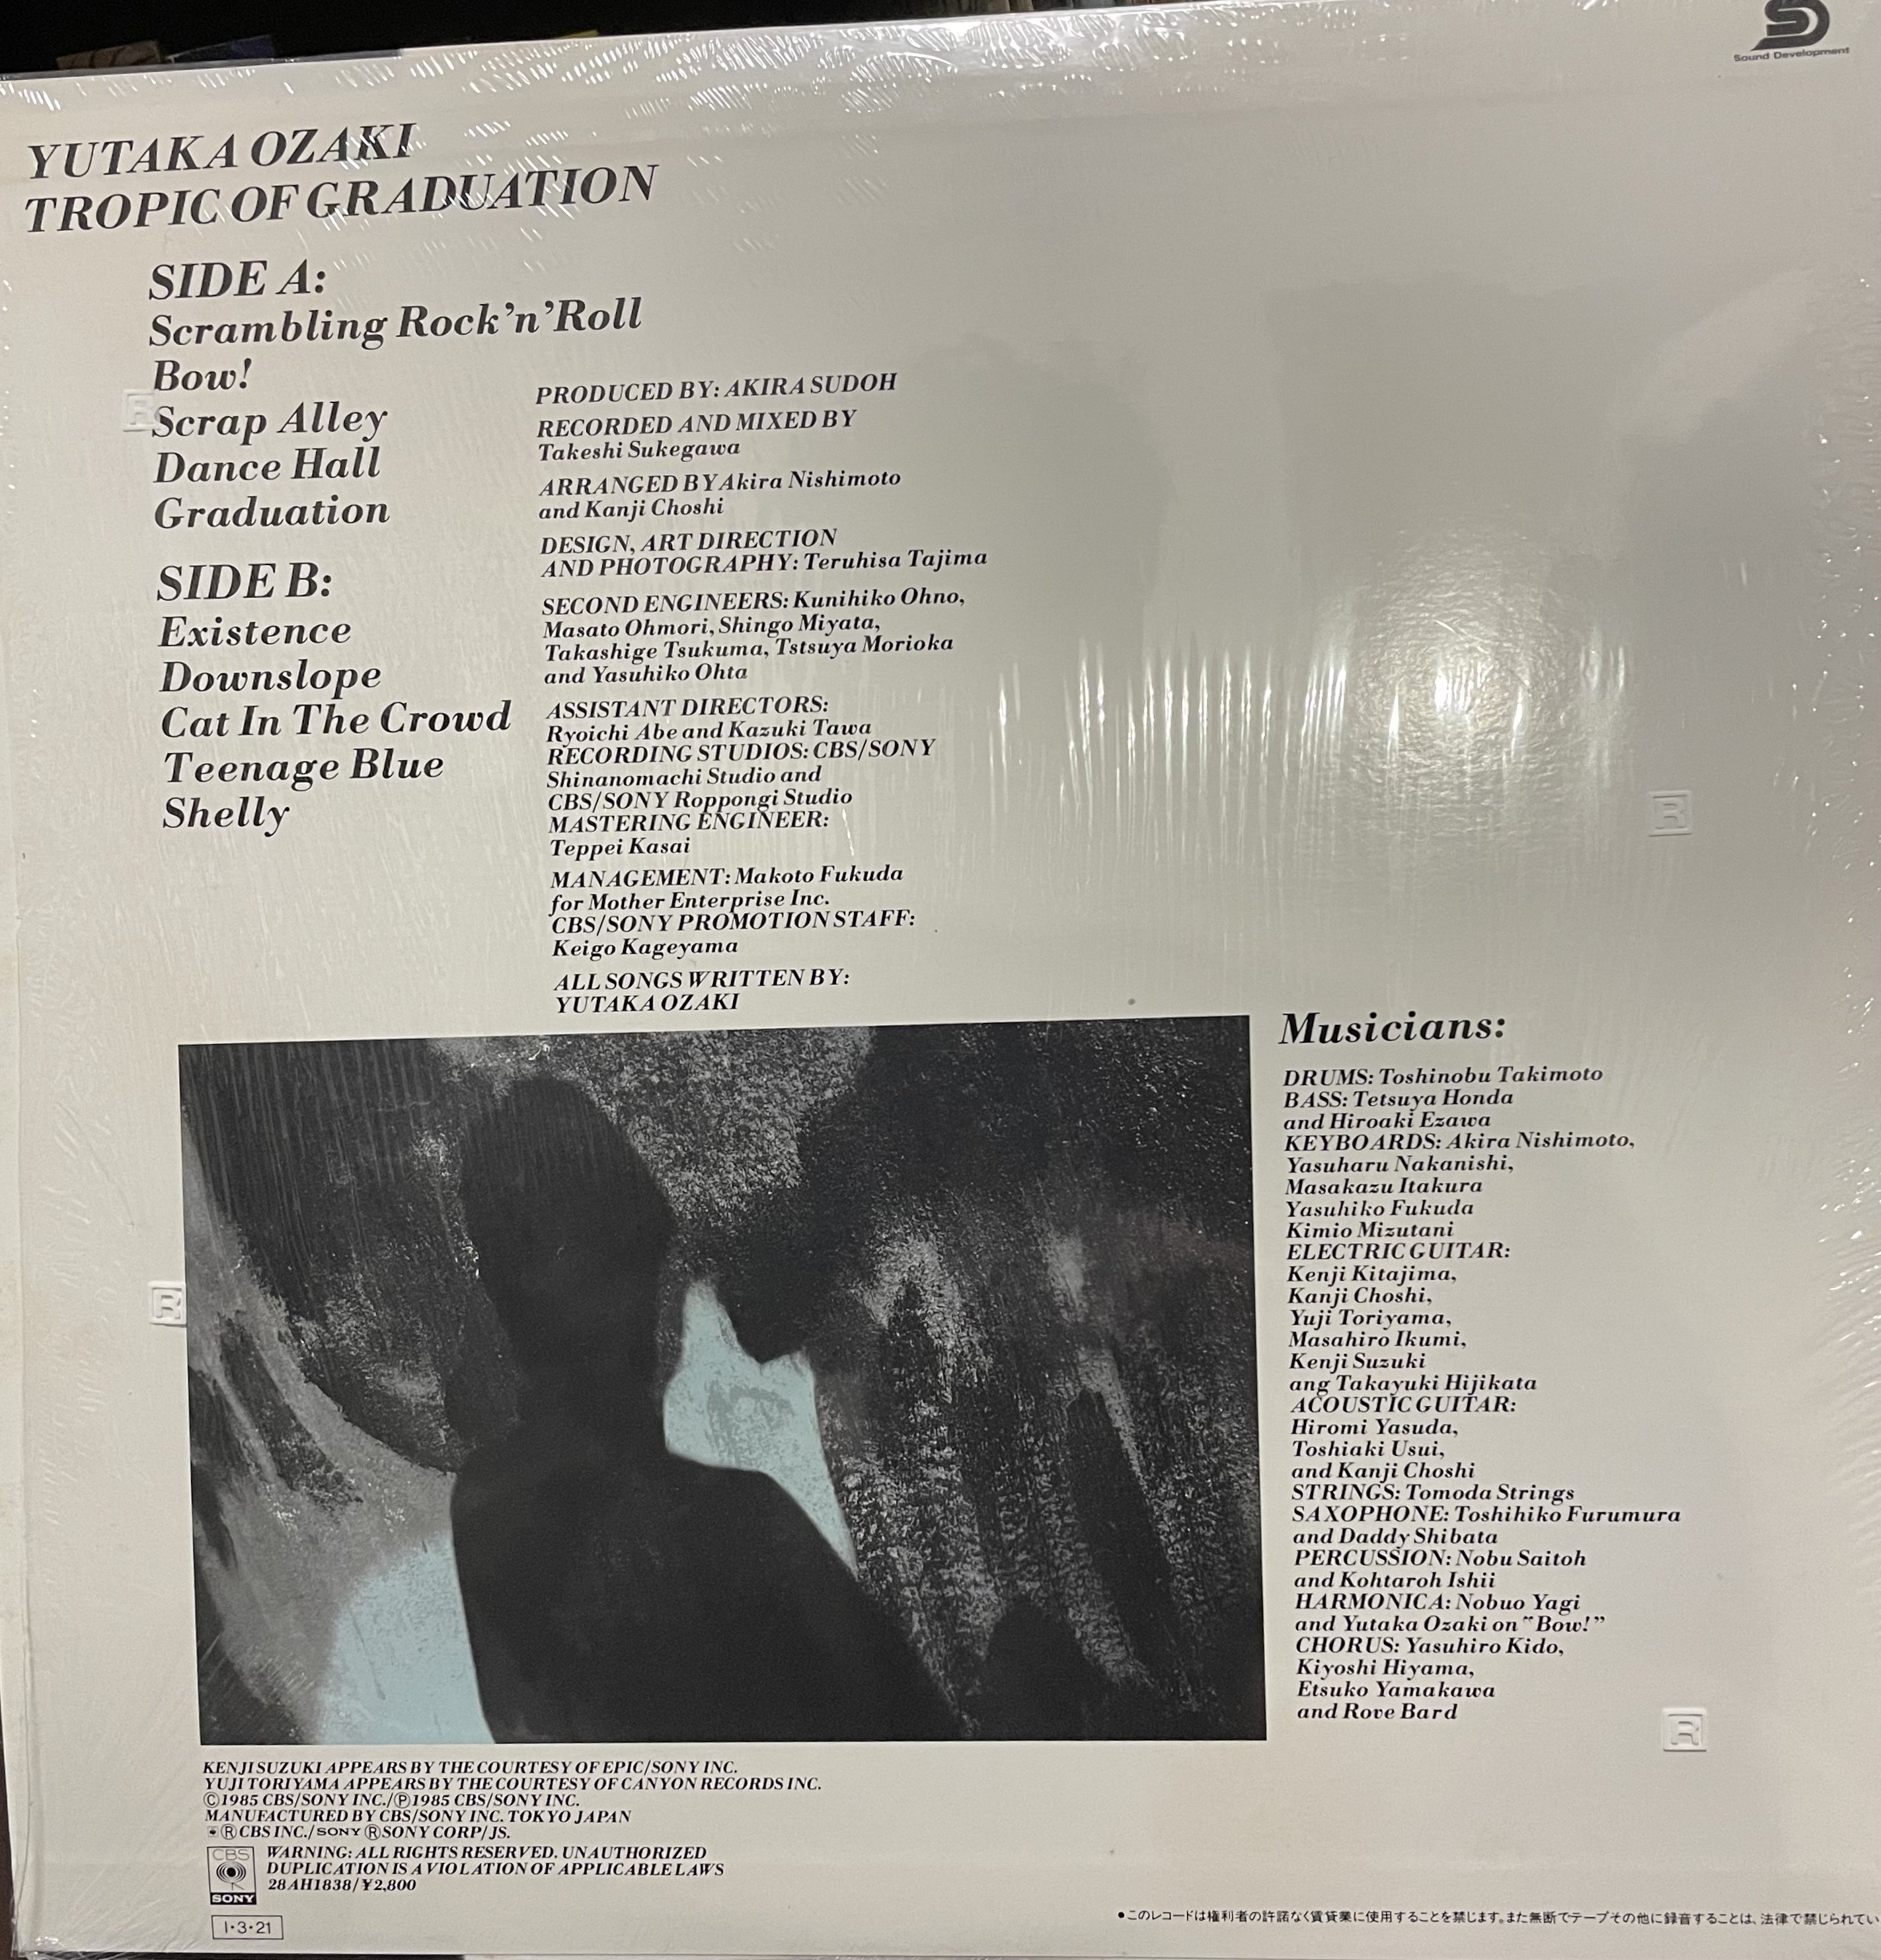 Sound Development
YUTAKA OZAKI
TROPIC OF GRADUATION
SIDE A:
Scrambling Rock'n'Roll
Bow!
Scrap Alley
Dance Hall
Graduation
SIDE B:
Existence
Downslope
Cat In The Crowd
Teenage Blue
Shelly
PRODUCED BY: AKIRA SUDOH
RECORDED AND MIXED BY
Takeshi Sukegawa
ARRANGED BY Akira Nishimoto
and Kanji Choshi
DESIGN, ART DIRECTION
AND PHOTOGRAPHY: Teruhisa Tajima
SECOND ENGINEERS: Kunihiko Ohno,
Masato Ohmori, Shingo Miyata,
Takashige Tsukuma, Tstsuya Morioka
and Yasuhiko Ohta
ASSISTANT DIRECTORS:
Ryoichi Abe and Kazuki Tawa
RECORDING STUDIOS: CBS/SONY
Shinanomachi Studio and
CBS/SONY Roppongi Studio
MASTERING ENGINEER:
Teppei Kasai
MANAGEMENT: Makoto Fukuda
for Mother Enterprise Inc.
CBS/SONY PROMOTION STAFF:
Keigo Kageyama
ALL SONGS WRITTEN BY:
YUTAKA OZAKI
Musicians:
DRUMS: Toshinobu Takimoto
BASS: Tetsuya Honda
and Hiroaki Ezawa
KEYBOARDS: Akira Nishimoto,
Yasuharu Nakanishi,
Masakazu Itakura
Yasuhiko Fukuda
Kimio Mizutani
ELECTRIC GUITAR:
Kenji Kitajima,
Kanji Choshi,
Yuji Toriyama,
Masahiro Ikumi,
Kenji Suzuki
ang Takayuki Hijikata
ACOUSTIC GUITAR:
Hiromi Yasuda,
Toshiaki Usui,
and Kanji Choshi
STRINGS: Tomoda Strings
SAXOPHONE: Toshihiko Furumura
and Daddy Shibata
PERCUSSION: Nobu Saitoh
and Kohtaroh Ishii
HARMONICA: Nobuo Yagi
and Yutaka Ozaki on "Bow!"
CHORUS: Yasuhiro Kido,
Kiyoshi Hiyama,
Etsuko Yamakawa
and Rove Bard
R
R
R
R
KENJI SUZUKI APPEARS BY THE COURTESY OF EPIC/SONY INC.
YUJI TORIYAMA APPEARS BY THE COURTESY OF CANYON RECORDS INC.
Ⓒ1985 CBS/SONY INC./Ⓟ1985 CBS/SONY INC.
MANUFACTURED BY CBS/SONY INC. TOKYO JAPAN
Ⓡ CBS INC./SONY Ⓡ SONY CORP/JS.
CBS
SONY
WARNING: ALL RIGHTS RESERVED. UNAUTHORIZED
DUPLICATION IS A VIOLATION OF APPLICABLE LAWS
28AH1838/¥2,800
I・3・21
●このレコードは権利者の許諾なく賃貸業に使用することを禁じます。また無断でテープその他に録音することは、法律で禁じられてい